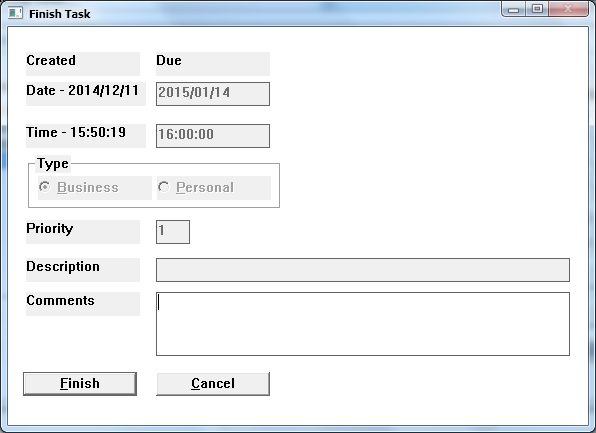 Finish Task
Created Due
Date - 2014/12/11 2015/01/14
Time - 15:50:19 16:00:00
Type
Business Personal
Priority 1
Description
Comments
Finish Cancel